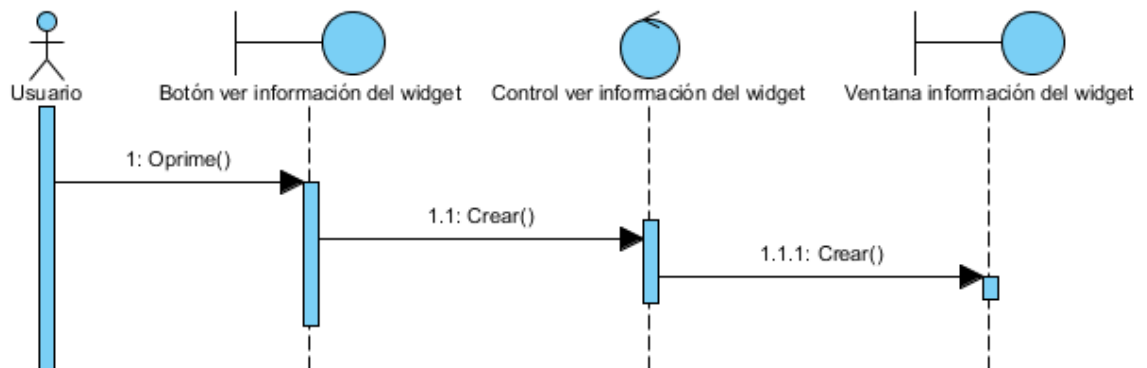 Usuario
Botón ver información del widget
Control ver información del widget
Ventana información del widget
1: Oprime()
1.1: Crear()
1.1.1: Crear()